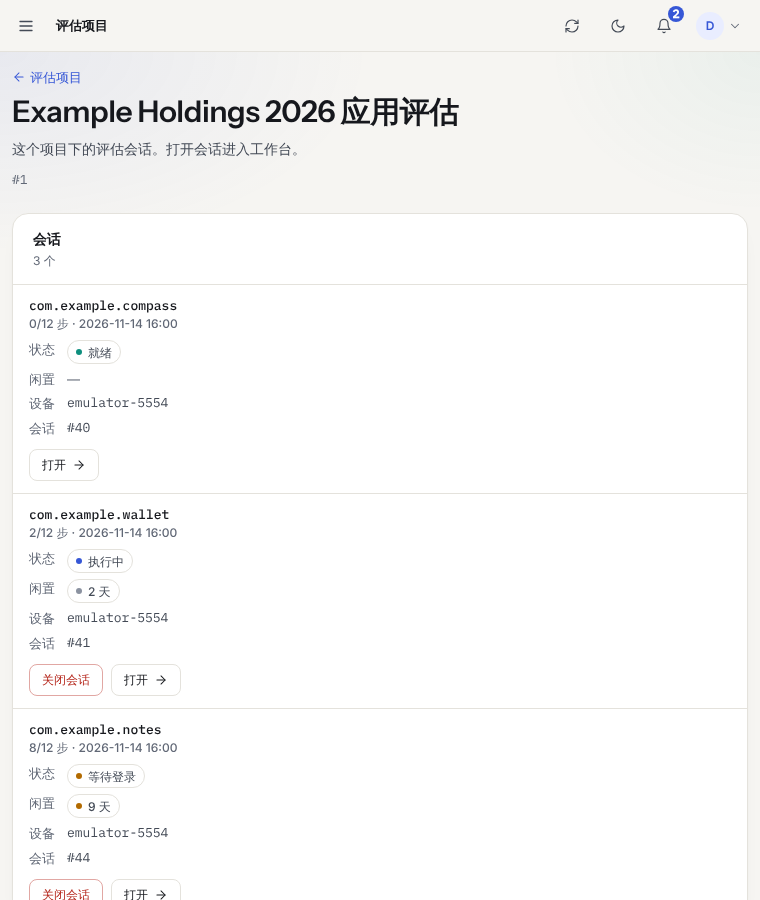 评估项目
2
D
评估项目
Example Holdings 2026 应用评估
这个项目下的评估会话。打开会话进入工作台。
#1
会话
3 个
com.example.compass
0/12 步 · 2026-11-14 16:00
状态 就绪
闲置 —
设备 emulator-5554
会话 #40
打开
com.example.wallet
2/12 步 · 2026-11-14 16:00
状态 执行中
闲置 2 天
设备 emulator-5554
会话 #41
关闭会话 打开
com.example.notes
8/12 步 · 2026-11-14 16:00
状态 等待登录
闲置 9 天
设备 emulator-5554
会话 #44
关闭会话 打开